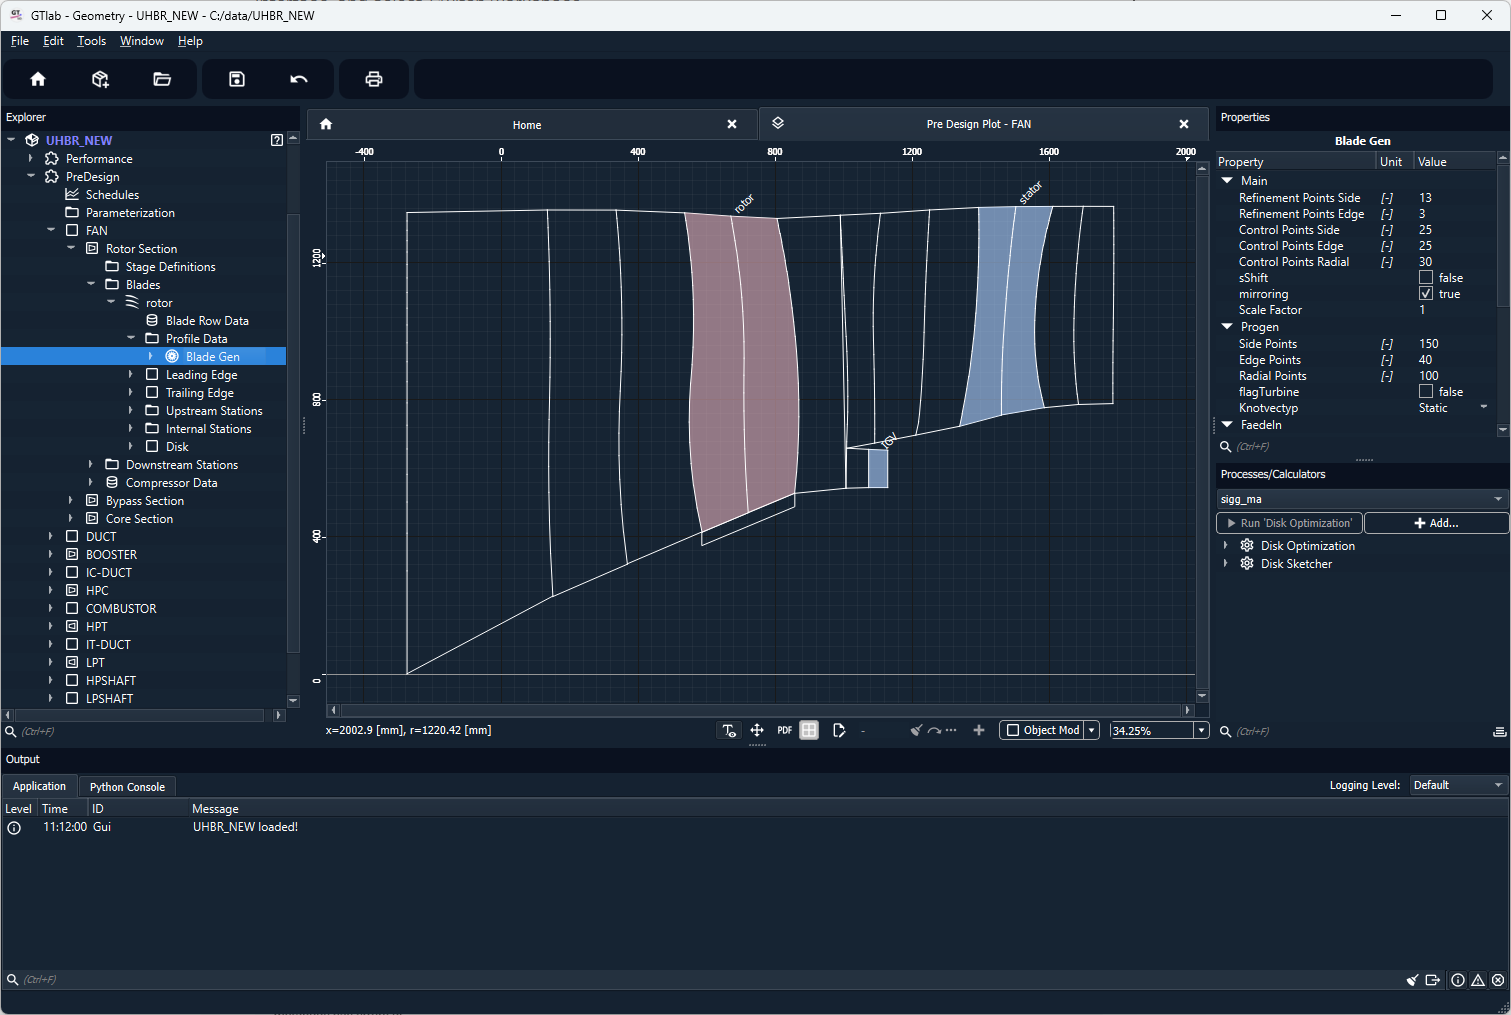 GTlab - Geometry - UHBR_NEW - C:/data/UHBR_NEW
File Edit Tools Window Help
Explorer
UHBR_NEW
Performance
PreDesign
Schedules
Parameterization
FAN
Rotor Section
Stage Definitions
Blades
rotor
Blade Row Data
Profile Data
Blade Gen
Leading Edge
Trailing Edge
Upstream Stations
Internal Stations
Disk
Downstream Stations
Compressor Data
Bypass Section
Core Section
DUCT
BOOSTER
IC-DUCT
HPC
COMBUSTOR
HPT
IT-DUCT
LPT
HPSHAFT
LPSHAFT
(Ctrl+F)
Home
Pre Design Plot - FAN
-400 0 400 800 1200 1600 2000
1200
800
400
0
rotor
stator
IGV
x=2002.9 [mm], r=1220.42 [mm]
PDF
-
Object Mod
34.25%
Properties
Blade Gen
Property Unit Value
Main
Refinement Points Side [-] 13
Refinement Points Edge [-] 3
Control Points Side [-] 25
Control Points Edge [-] 25
Control Points Radial [-] 30
sShift false
mirroring true
Scale Factor 1
Progen
Side Points [-] 150
Edge Points [-] 40
Radial Points [-] 100
flagTurbine false
Knotvectyp Static
Faedeln
(Ctrl+F)
Processes/Calculators
sigg_ma
Run 'Disk Optimization'
Add...
Disk Optimization
Disk Sketcher
(Ctrl+F)
Output
Application
Python Console
Logging Level: Default
Level Time ID Message
11:12:00 Gui UHBR_NEW loaded!
(Ctrl+F)